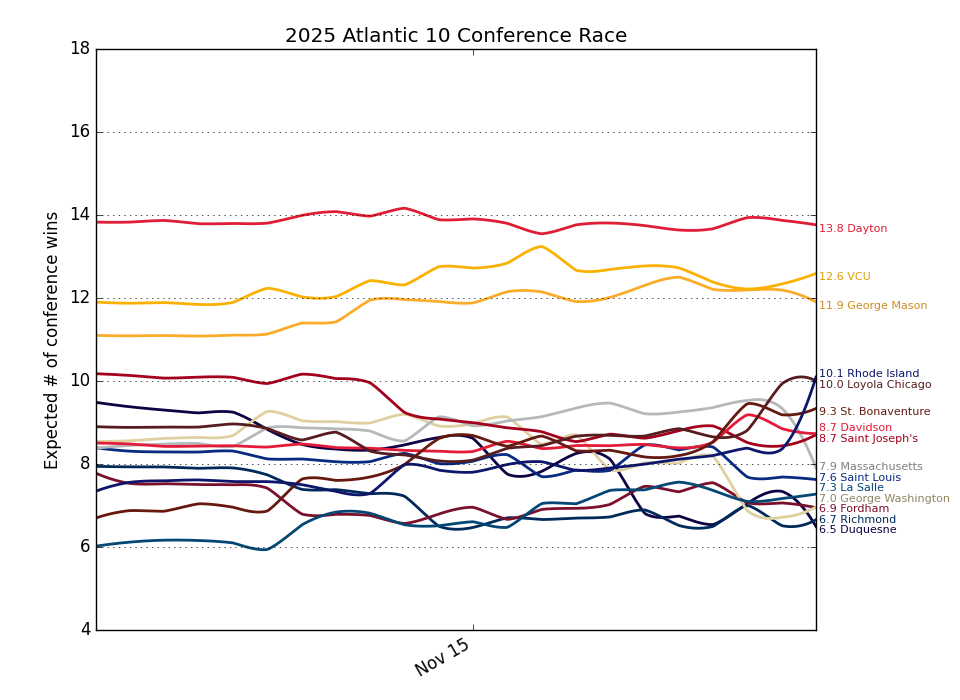 2025 Atlantic 10 Conference Race
Expected # of conference wins
18
16
14
12
10
8
6
4
Nov 15
13.8 Dayton
12.6 VCU
11.9 George Mason
10.1 Rhode Island
10.0 Loyola Chicago
9.3 St. Bonaventure
8.7 Davidson
8.7 Saint Joseph's
7.9 Massachusetts
7.6 Saint Louis
7.3 La Salle
7.0 George Washington
6.9 Fordham
6.7 Richmond
6.5 Duquesne